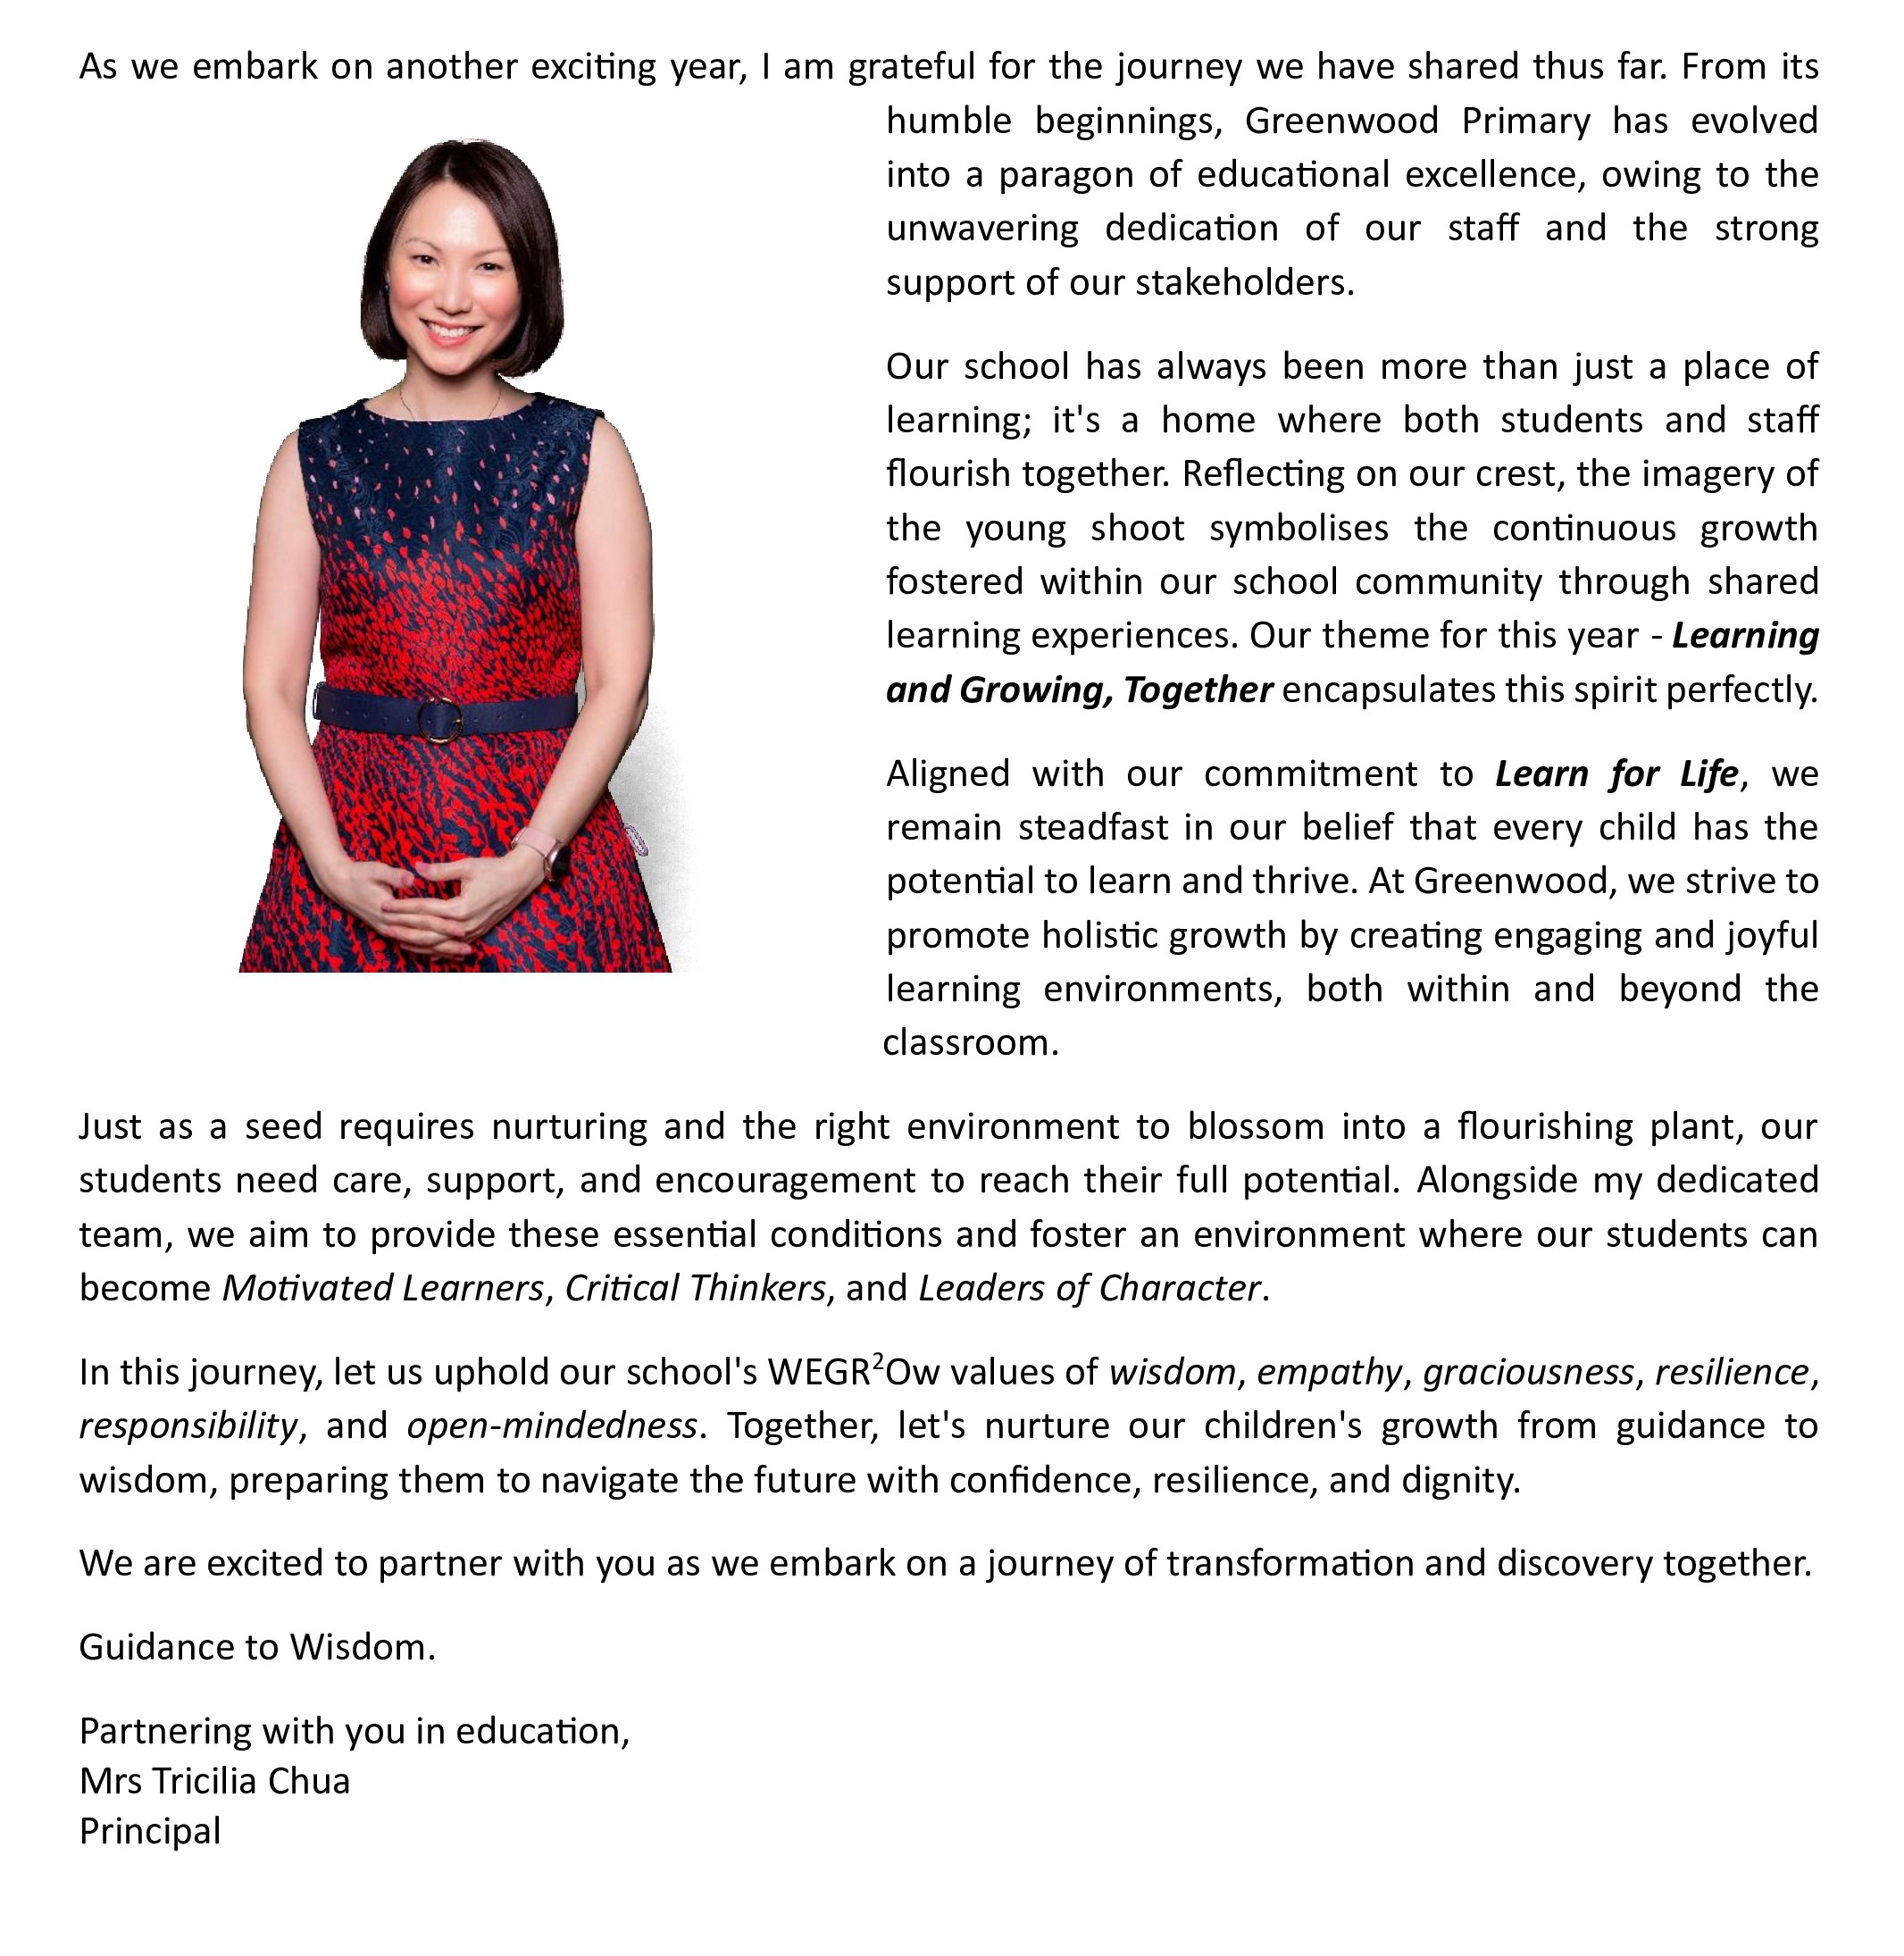 As we embark on another exciting year, I am grateful for the journey we have shared thus far. From its
humble beginnings, Greenwood Primary has evolved
into a paragon of educational excellence, owing to the
unwavering dedication of our staff and the strong
support of our stakeholders.
Our school has always been more than just a place of
learning; it's a home where both students and staff
flourish together. Reflecting on our crest, the imagery of
the young shoot symbolises the continuous growth
fostered within our school community through shared
learning experiences. Our theme for this year - Learning
and Growing, Together encapsulates this spirit perfectly.
Aligned with our commitment to Learn for Life, we
remain steadfast in our belief that every child has the
potential to learn and thrive. At Greenwood, we strive to
promote holistic growth by creating engaging and joyful
learning environments, both within and beyond the
classroom.
Just as a seed requires nurturing and the right environment to blossom into a flourishing plant, our
students need care, support, and encouragement to reach their full potential. Alongside my dedicated
team, we aim to provide these essential conditions and foster an environment where our students can
become Motivated Learners, Critical Thinkers, and Leaders of Character.
In this journey, let us uphold our school's WEGR²Ow values of wisdom, empathy, graciousness, resilience,
responsibility, and open-mindedness. Together, let's nurture our children's growth from guidance to
wisdom, preparing them to navigate the future with confidence, resilience, and dignity.
We are excited to partner with you as we embark on a journey of transformation and discovery together.
Guidance to Wisdom.
Partnering with you in education,
Mrs Tricilia Chua
Principal